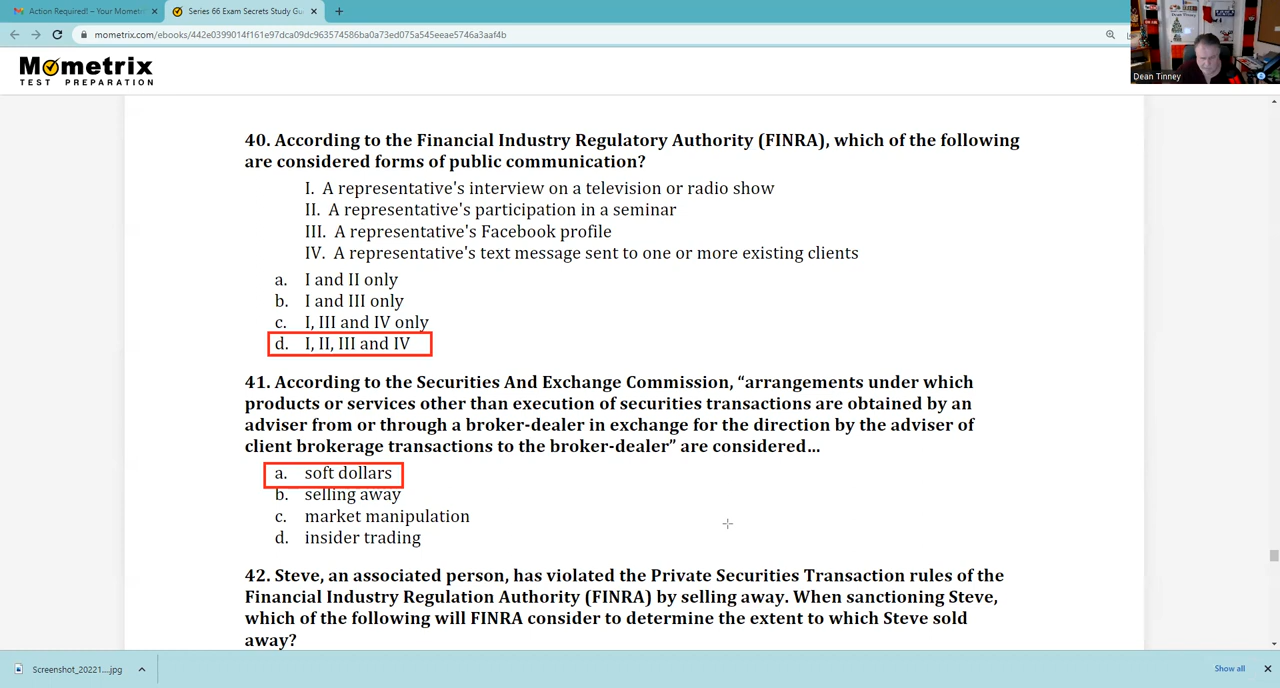 Action Required! – Your Mometri
Series 66 Exam Secrets Study Gu
mometrix.com/ebooks/442e0399014f161e97dca09dc963574586ba0a73ed075a545eeae5746a3aaf4b
Dean Tinney
Mometrix
TEST PREPARATION
40. According to the Financial Industry Regulatory Authority (FINRA), which of the following
are considered forms of public communication?
I. A representative's interview on a television or radio show
II. A representative's participation in a seminar
III. A representative's Facebook profile
IV. A representative's text message sent to one or more existing clients
a. I and II only
b. I and III only
c. I, III and IV only
d. I, II, III and IV
41. According to the Securities And Exchange Commission, “arrangements under which
products or services other than execution of securities transactions are obtained by an
adviser from or through a broker-dealer in exchange for the direction by the adviser of
client brokerage transactions to the broker-dealer” are considered…
a. soft dollars
b. selling away
c. market manipulation
d. insider trading
42. Steve, an associated person, has violated the Private Securities Transaction rules of the
Financial Industry Regulation Authority (FINRA) by selling away. When sanctioning Steve,
which of the following will FINRA consider to determine the extent to which Steve sold
away?
Screenshot_20221....jpg
Show all